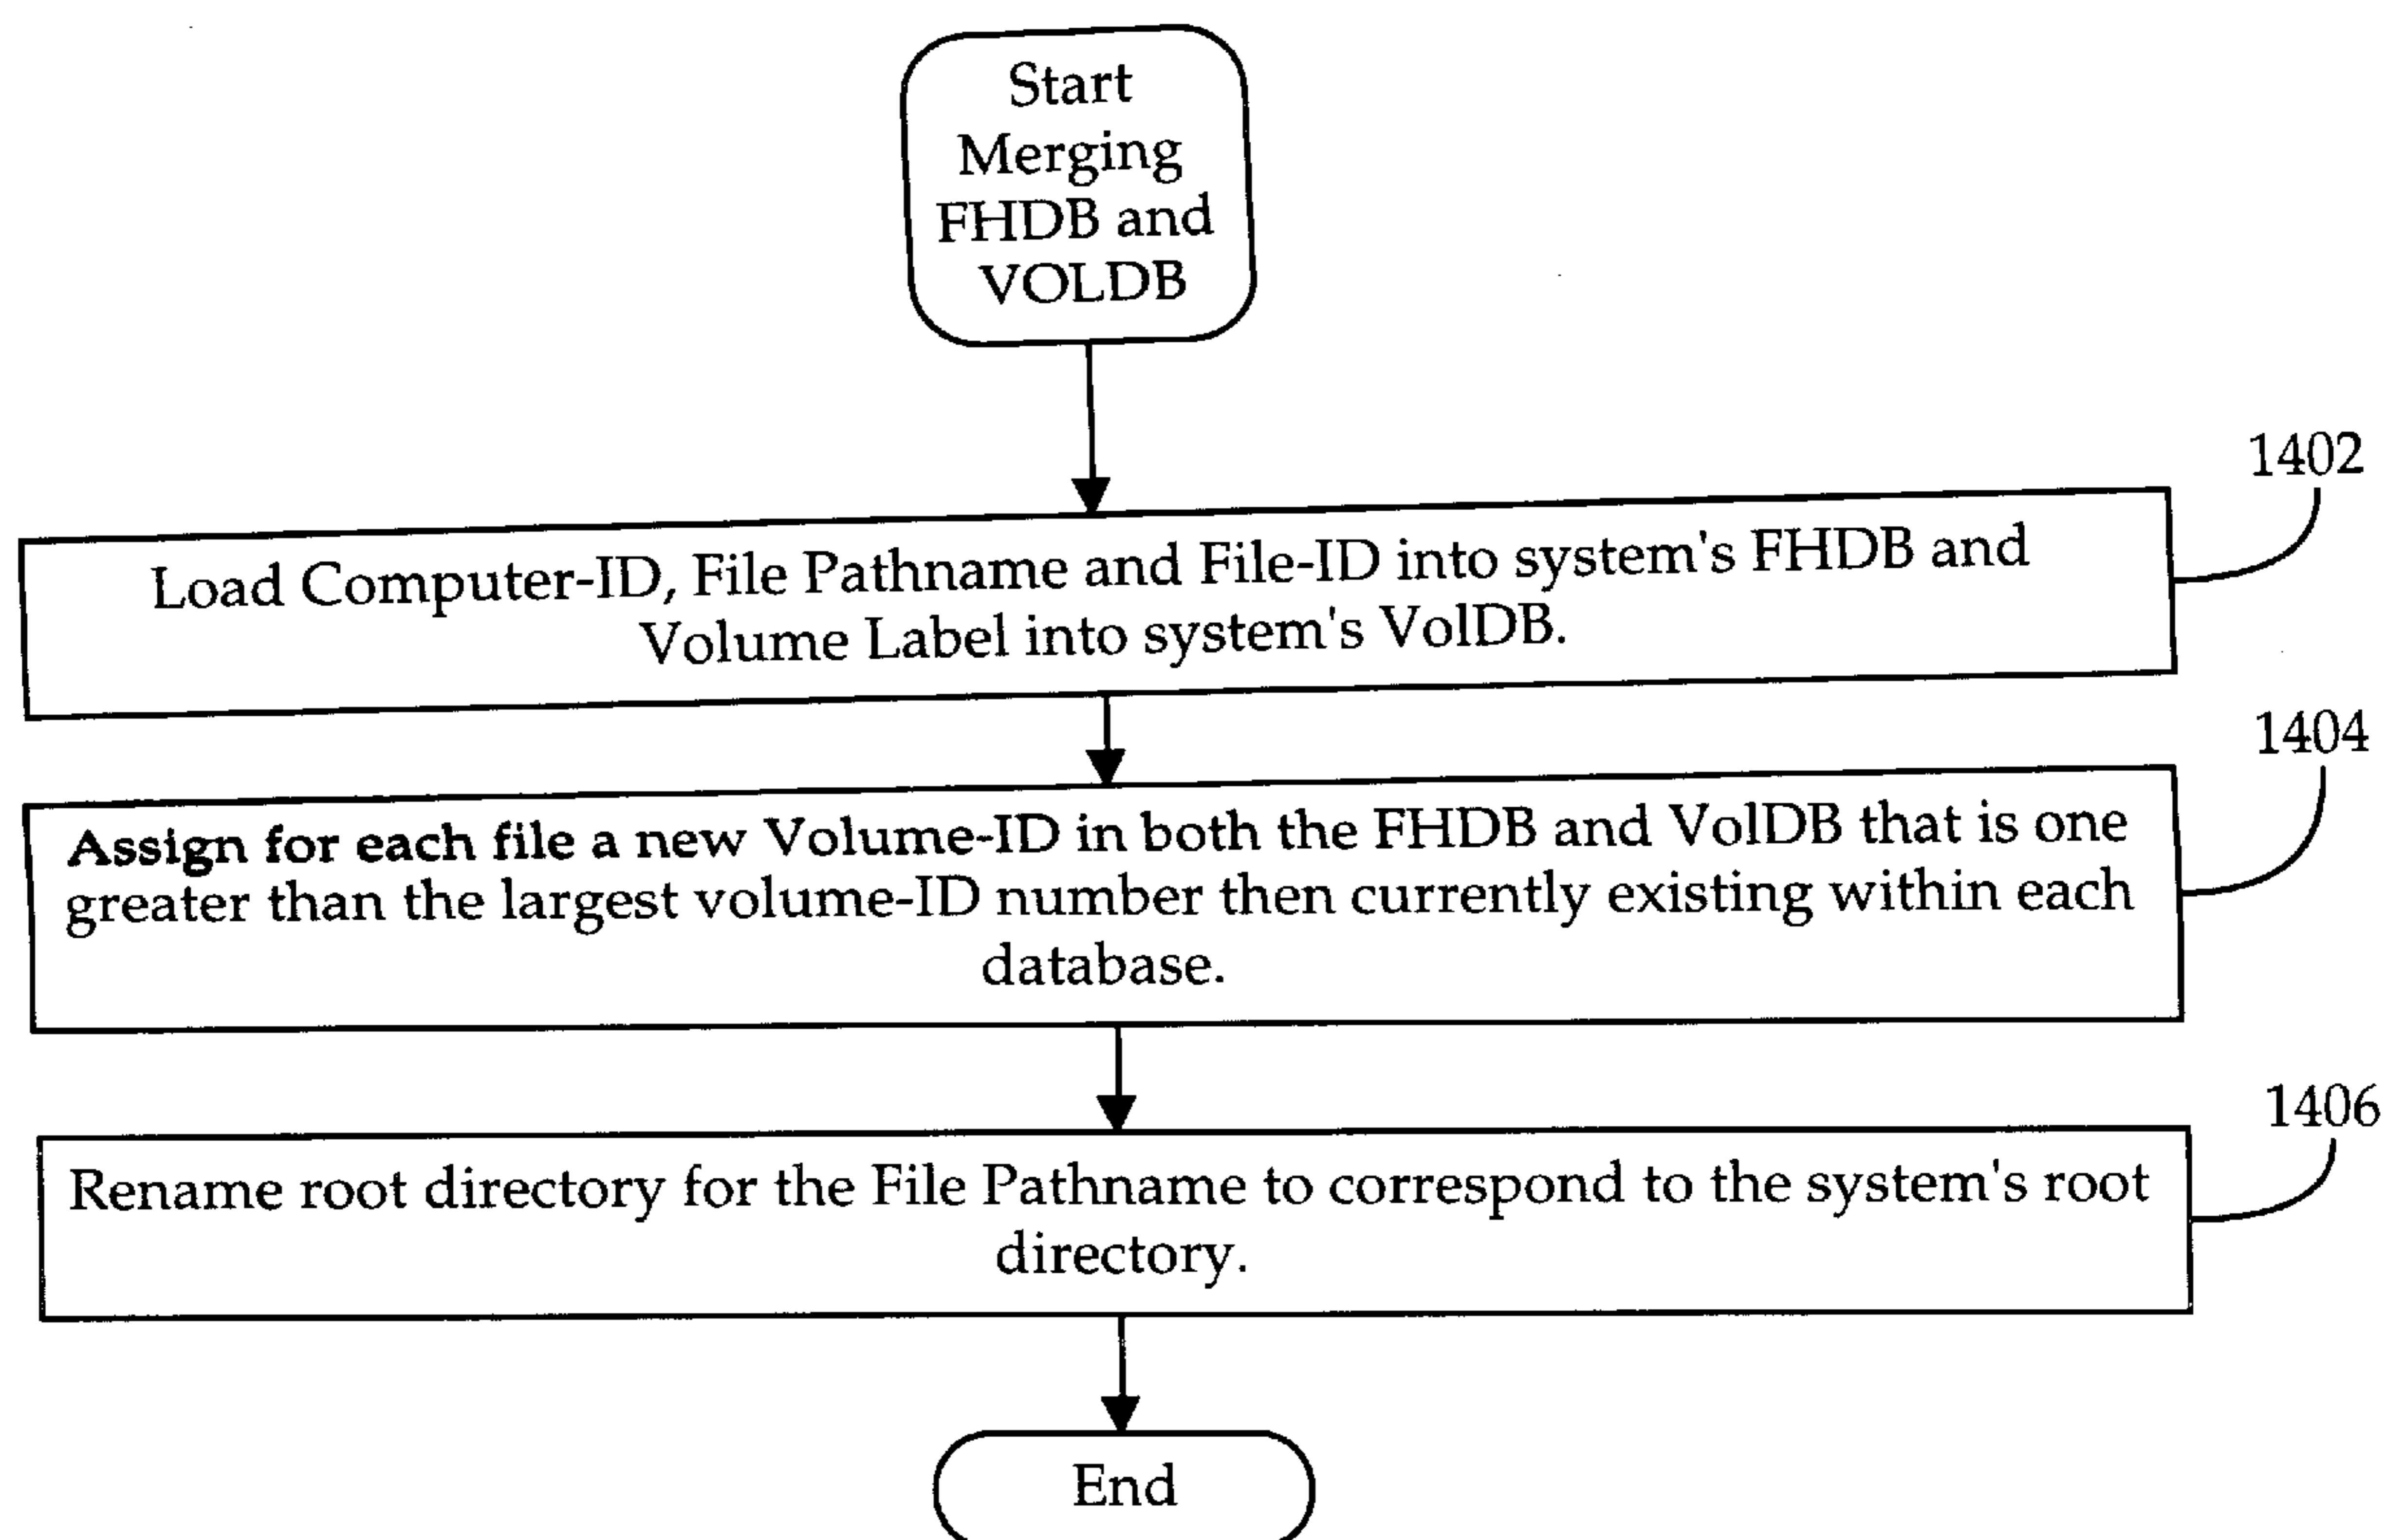 Start
Merging
FHDB and
VOLDB
1402
Load Computer-ID, File Pathname and File-ID into system's FHDB and
Volume Label into system's VolDB.
1404
Assign for each file a new Volume-ID in both the FHDB and VolDB that is one
greater than the largest volume-ID number then currently existing within each
database.
1406
Rename root directory for the File Pathname to correspond to the system's root
directory.
End